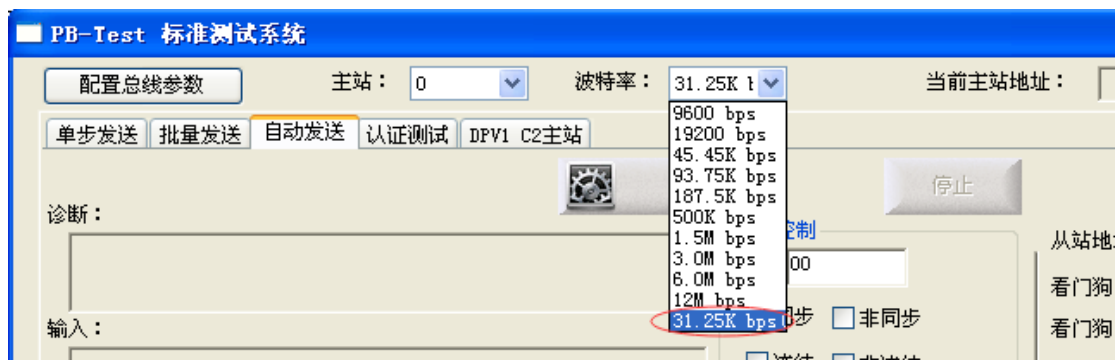 PB-Test 标准测试系统
配置总线参数 主站： 0 波特率： 31.25K 当前主站地址：
单步发送 批量发送 自动发送 认证测试 DPV1 C2主站
9600 bps
19200 bps
45.45K bps
93.75K bps
187.5K bps
500K bps
1.5M bps
3.0M bps
6.0M bps
12M bps
31.25K bps
停止
诊断：
控制
00
从站地
看门狗
同步 非同步
看门狗
输入：